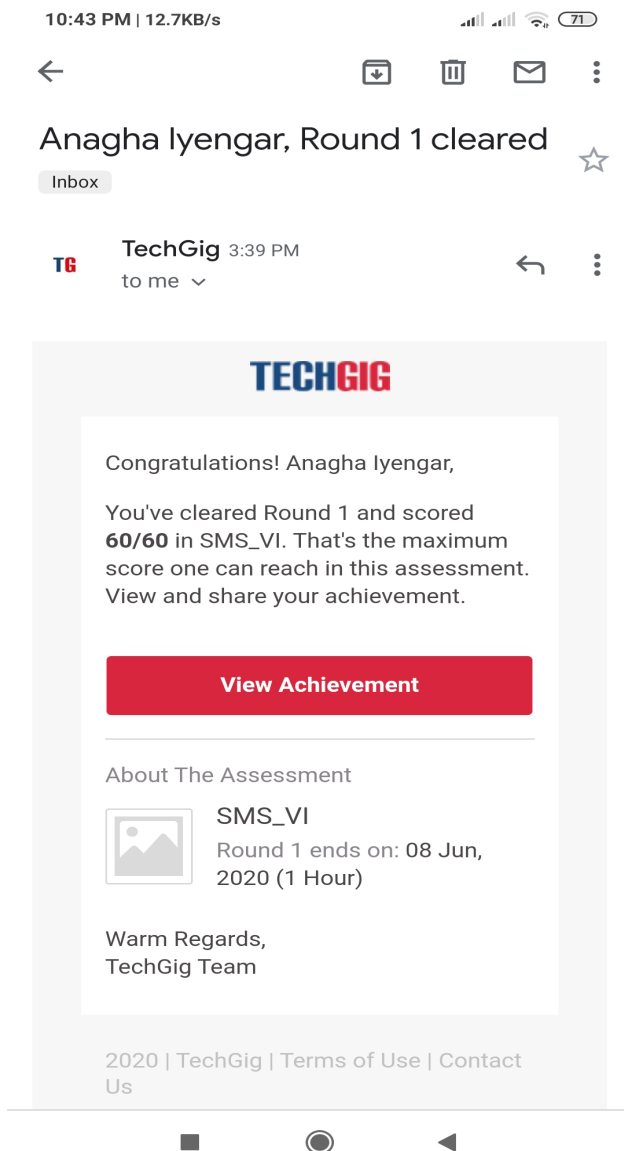 10:43 PM | 12.7KB/s
71
Anagha Iyengar, Round 1 cleared
Inbox
TG
TechGig 3:39 PM
to me
TECHGIG
Congratulations! Anagha Iyengar,
You've cleared Round 1 and scored
60/60 in SMS_VI. That's the maximum
score one can reach in this assessment.
View and share your achievement.
View Achievement
About The Assessment
SMS_VI
Round 1 ends on: 08 Jun,
2020 (1 Hour)
Warm Regards,
TechGig Team
2020 | TechGig | Terms of Use | Contact
Us